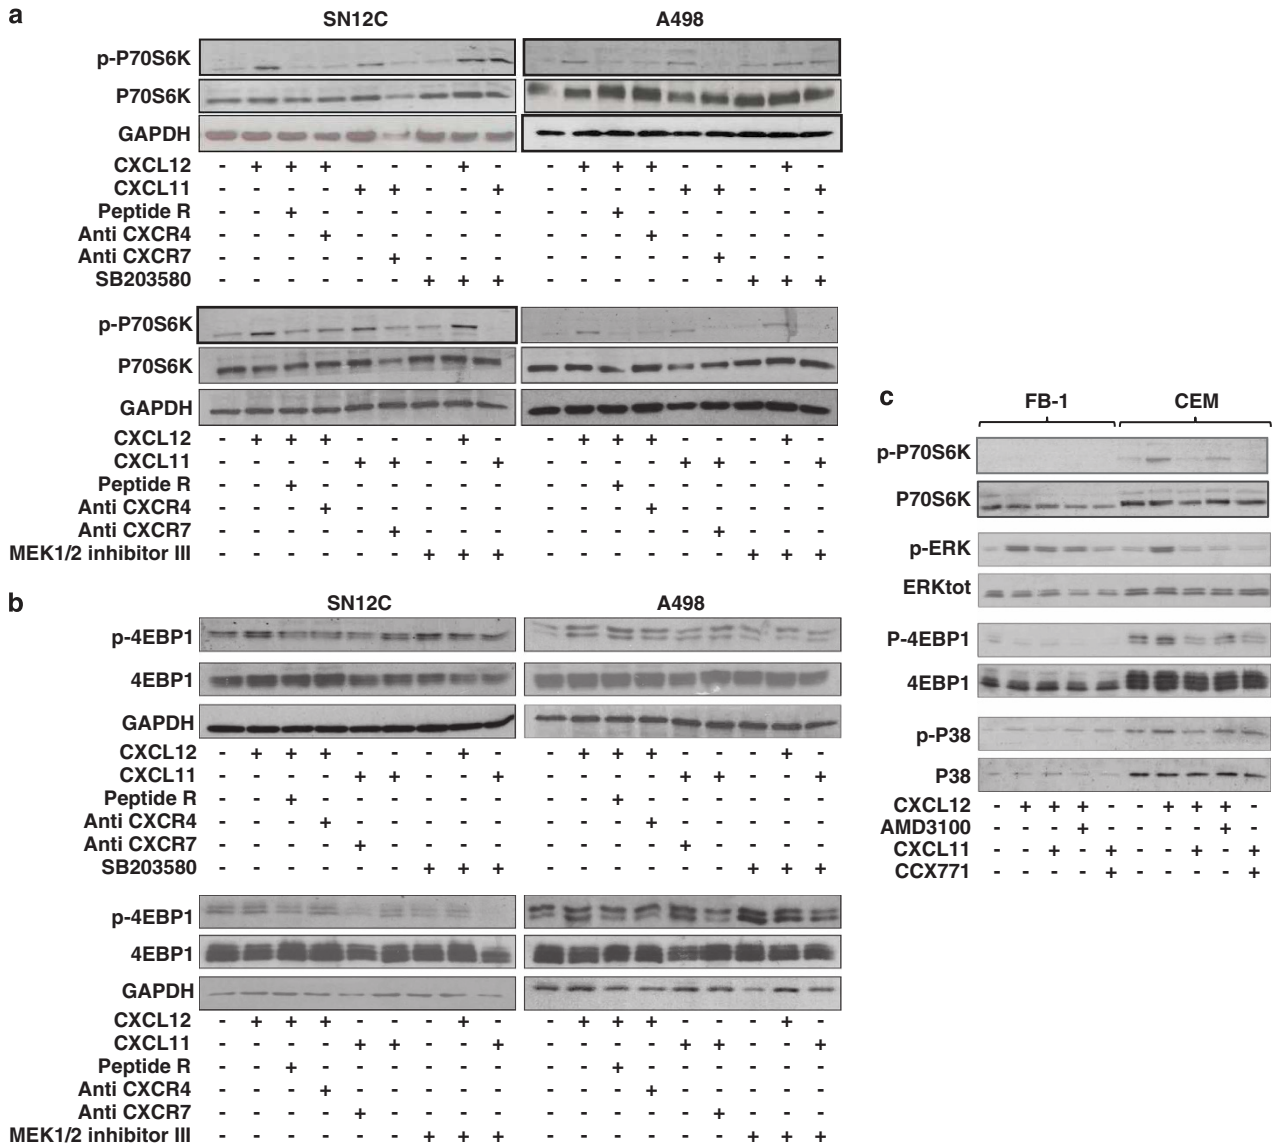 a
SN12C A498
p-P70S6K
P70S6K
GAPDH
CXCL12 - + + + - - - + - - + + + - - - + -
CXCL11 - - - - + + - - + - - - - + + - - +
Peptide R - - + - - - - - - - - + - - - - - -
Anti CXCR4 - - - + - - - - - - - - + - - - - -
Anti CXCR7 - - - - - + - - - - - - - - + - - -
SB203580 - - - - - - + + + - - - - - - + + +
p-P70S6K
P70S6K
GAPDH
CXCL12 - + + + - - - + - - + + + - - - + -
CXCL11 - - - - + + - - + - - - - + + - - +
Peptide R - - + - - - - - - - - + - - - - - -
Anti CXCR4 - - - + - - - - - - - - + - - - - -
Anti CXCR7 - - - - - + - - - - - - - - + - - -
MEK1/2 inhibitor III - - - - - - + + + - - - - - - + + +
b
SN12C A498
p-4EBP1
4EBP1
GAPDH
CXCL12 - + + + - - - + - - + + + - - - + -
CXCL11 - - - - + + - - + - - - - + + - - +
Peptide R - - + - - - - - - - - + - - - - - -
Anti CXCR4 - - - + - - - - - - - - + - - - - -
Anti CXCR7 - - - - + - - - - - - - - + - - - -
SB203580 - - - - - - + + + - - - - - - + + +
p-4EBP1
4EBP1
GAPDH
CXCL12 - + + + - - - + - - + + + - - - + -
CXCL11 - - - - + + - - + - - - - + + - - +
Peptide R - - + - - - - - - - - + - - - - - -
Anti CXCR4 - - - + - - - - - - - - + - - - - -
Anti CXCR7 - - - - + - - - - - - - - - + - - -
MEK1/2 inhibitor III - - - - - - + + + - - - - - - + + +
c
FB-1 CEM
p-P70S6K
P70S6K
p-ERK
ERKtot
P-4EBP1
4EBP1
p-P38
P38
CXCL12 - + + + - - + + + -
AMD3100 - - - + - - - - + -
CXCL11 - - + - + - - + - +
CCX771 - - - - + - - - - +